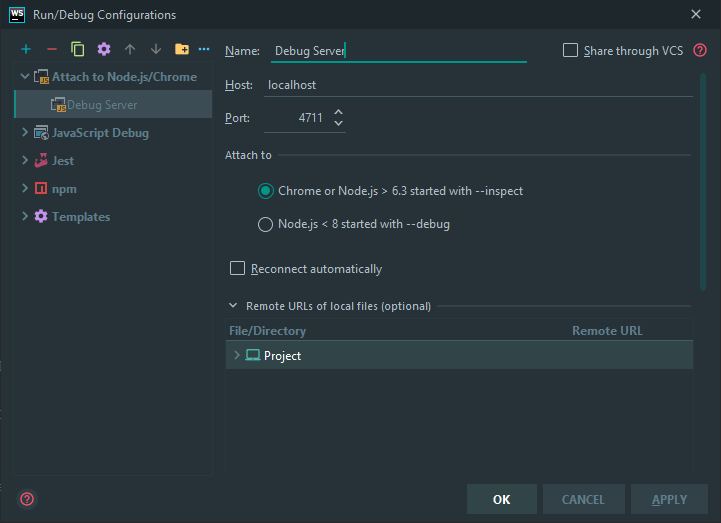 WS Run/Debug Configurations
Name: Debug Server
Share through VCS
Attach to Node.js/Chrome
Debug Server
JavaScript Debug
Jest
npm
Templates
Host: localhost
Port: 4711
Attach to
Chrome or Node.js > 6.3 started with --inspect
Node.js < 8 started with --debug
Reconnect automatically
Remote URLs of local files (optional)
File/Directory Remote URL
Project
OK CANCEL APPLY